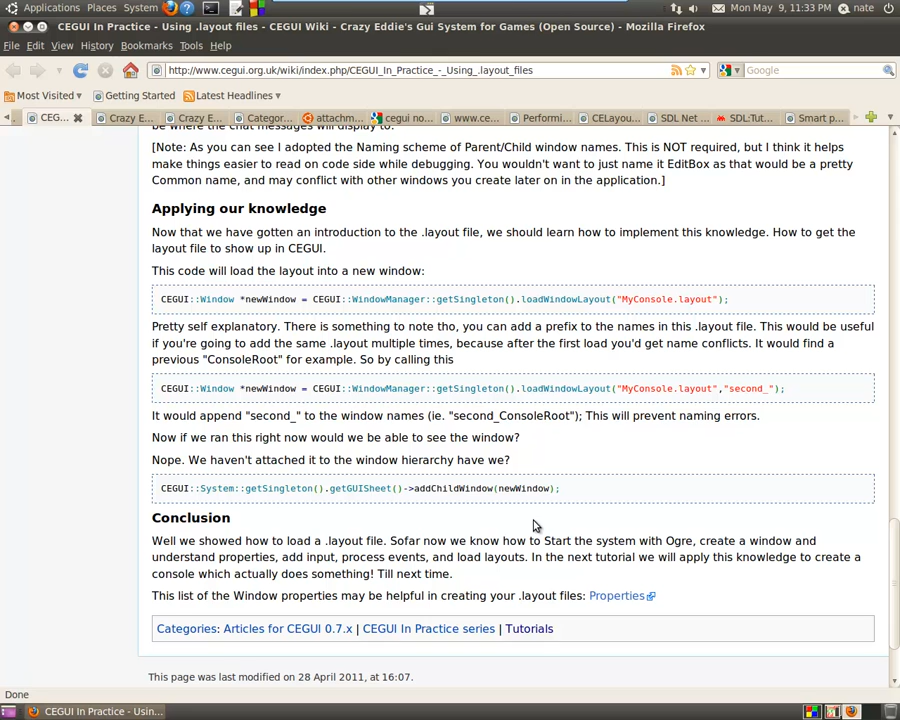 Applications Places System Mon May 9, 11:33 PM nate
CEGUI In Practice - Using .layout files - CEGUI Wiki - Crazy Eddie's Gui System for Games (Open Source) - Mozilla Firefox
File Edit View History Bookmarks Tools Help
http://www.cegui.org.uk/wiki/index.php/CEGUI_In_Practice_-_Using_.layout_files Google
Most Visited Getting Started Latest Headlines
CEG... Crazy E... Crazy E... Categor... attachm... cegui no... www.ce... Performi... CELayou... SDL Net ... SDL:Tut... Smart p...
be where the chat messages will display to.
[Note: As you can see I adopted the Naming scheme of Parent/Child window names. This is NOT required, but I think it helps
make things easier to read on code side while debugging. You wouldn't want to just name it EditBox as that would be a pretty
Common name, and may conflict with other windows you create later on in the application.]
Applying our knowledge
Now that we have gotten an introduction to the .layout file, we should learn how to implement this knowledge. How to get the
layout file to show up in CEGUI.
This code will load the layout into a new window:
CEGUI::Window *newWindow = CEGUI::WindowManager::getSingleton().loadWindowLayout("MyConsole.layout");
Pretty self explanatory. There is something to note tho, you can add a prefix to the names in this .layout file. This would be useful
if you're going to add the same .layout multiple times, because after the first load you'd get name conflicts. It would find a
previous "ConsoleRoot" for example. So by calling this
CEGUI::Window *newWindow = CEGUI::WindowManager::getSingleton().loadWindowLayout("MyConsole.layout","second_");
It would append "second_" to the window names (ie. "second_ConsoleRoot"); This will prevent naming errors.
Now if we ran this right now would we be able to see the window?
Nope. We haven't attached it to the window hierarchy have we?
CEGUI::System::getSingleton().getGUISheet()->addChildWindow(newWindow);
Conclusion
Well we showed how to load a .layout file. Sofar now we know how to Start the system with Ogre, create a window and
understand properties, add input, process events, and load layouts. In the next tutorial we will apply this knowledge to create a
console which actually does something! Till next time.
This list of the Window properties may be helpful in creating your .layout files: Properties
Categories: Articles for CEGUI 0.7.x | CEGUI In Practice series | Tutorials
This page was last modified on 28 April 2011, at 16:07.
Done
CEGUI In Practice - Usin...